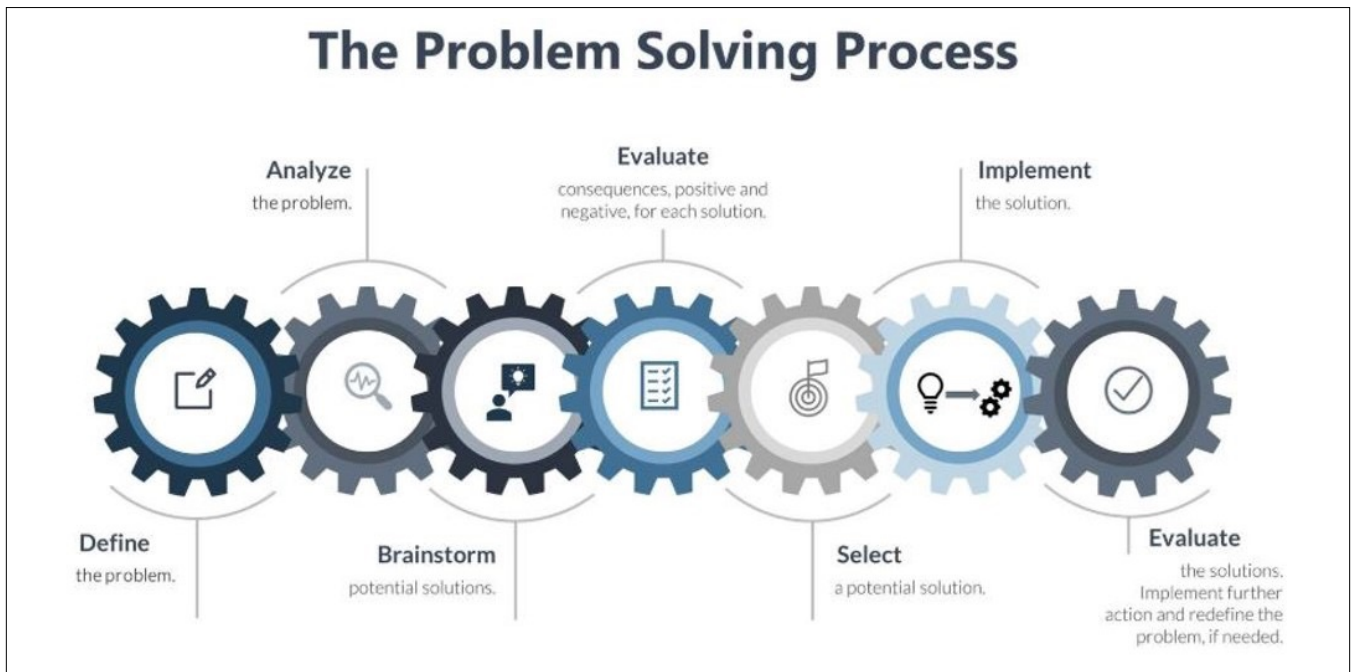 The Problem Solving Process
Define
the problem.
Analyze
the problem.
Brainstorm
potential solutions.
Evaluate
consequences, positive and
negative, for each solution.
Select
a potential solution.
Implement
the solution.
Evaluate
the solutions.
Implement further
action and redefine the
problem, if needed.